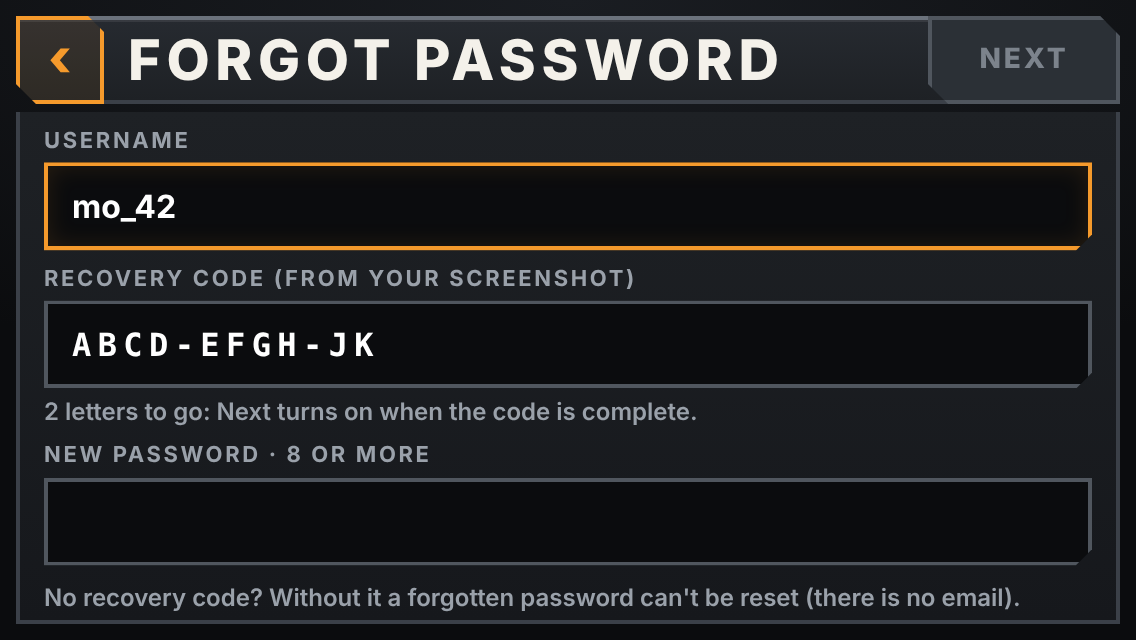 FORGOT PASSWORD
NEXT
USERNAME
mo_42
RECOVERY CODE (FROM YOUR SCREENSHOT)
ABCD-EFGH-JK
2 letters to go: Next turns on when the code is complete.
NEW PASSWORD · 8 OR MORE
No recovery code? Without it a forgotten password can't be reset (there is no email).